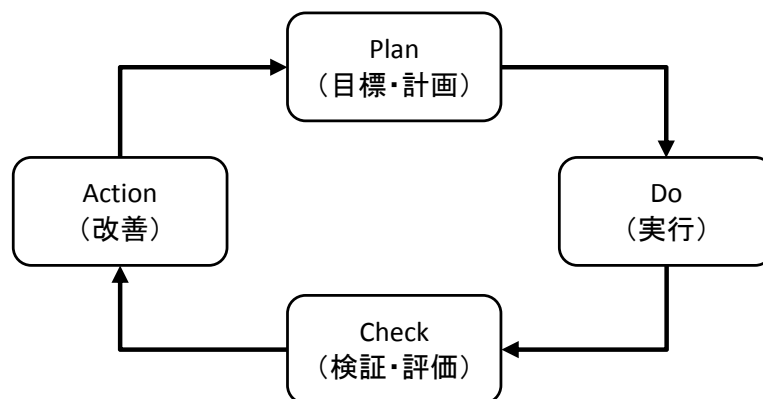 Plan
（目標・計画）
Do
（実行）
Check
（検証・評価）
Action
（改善）